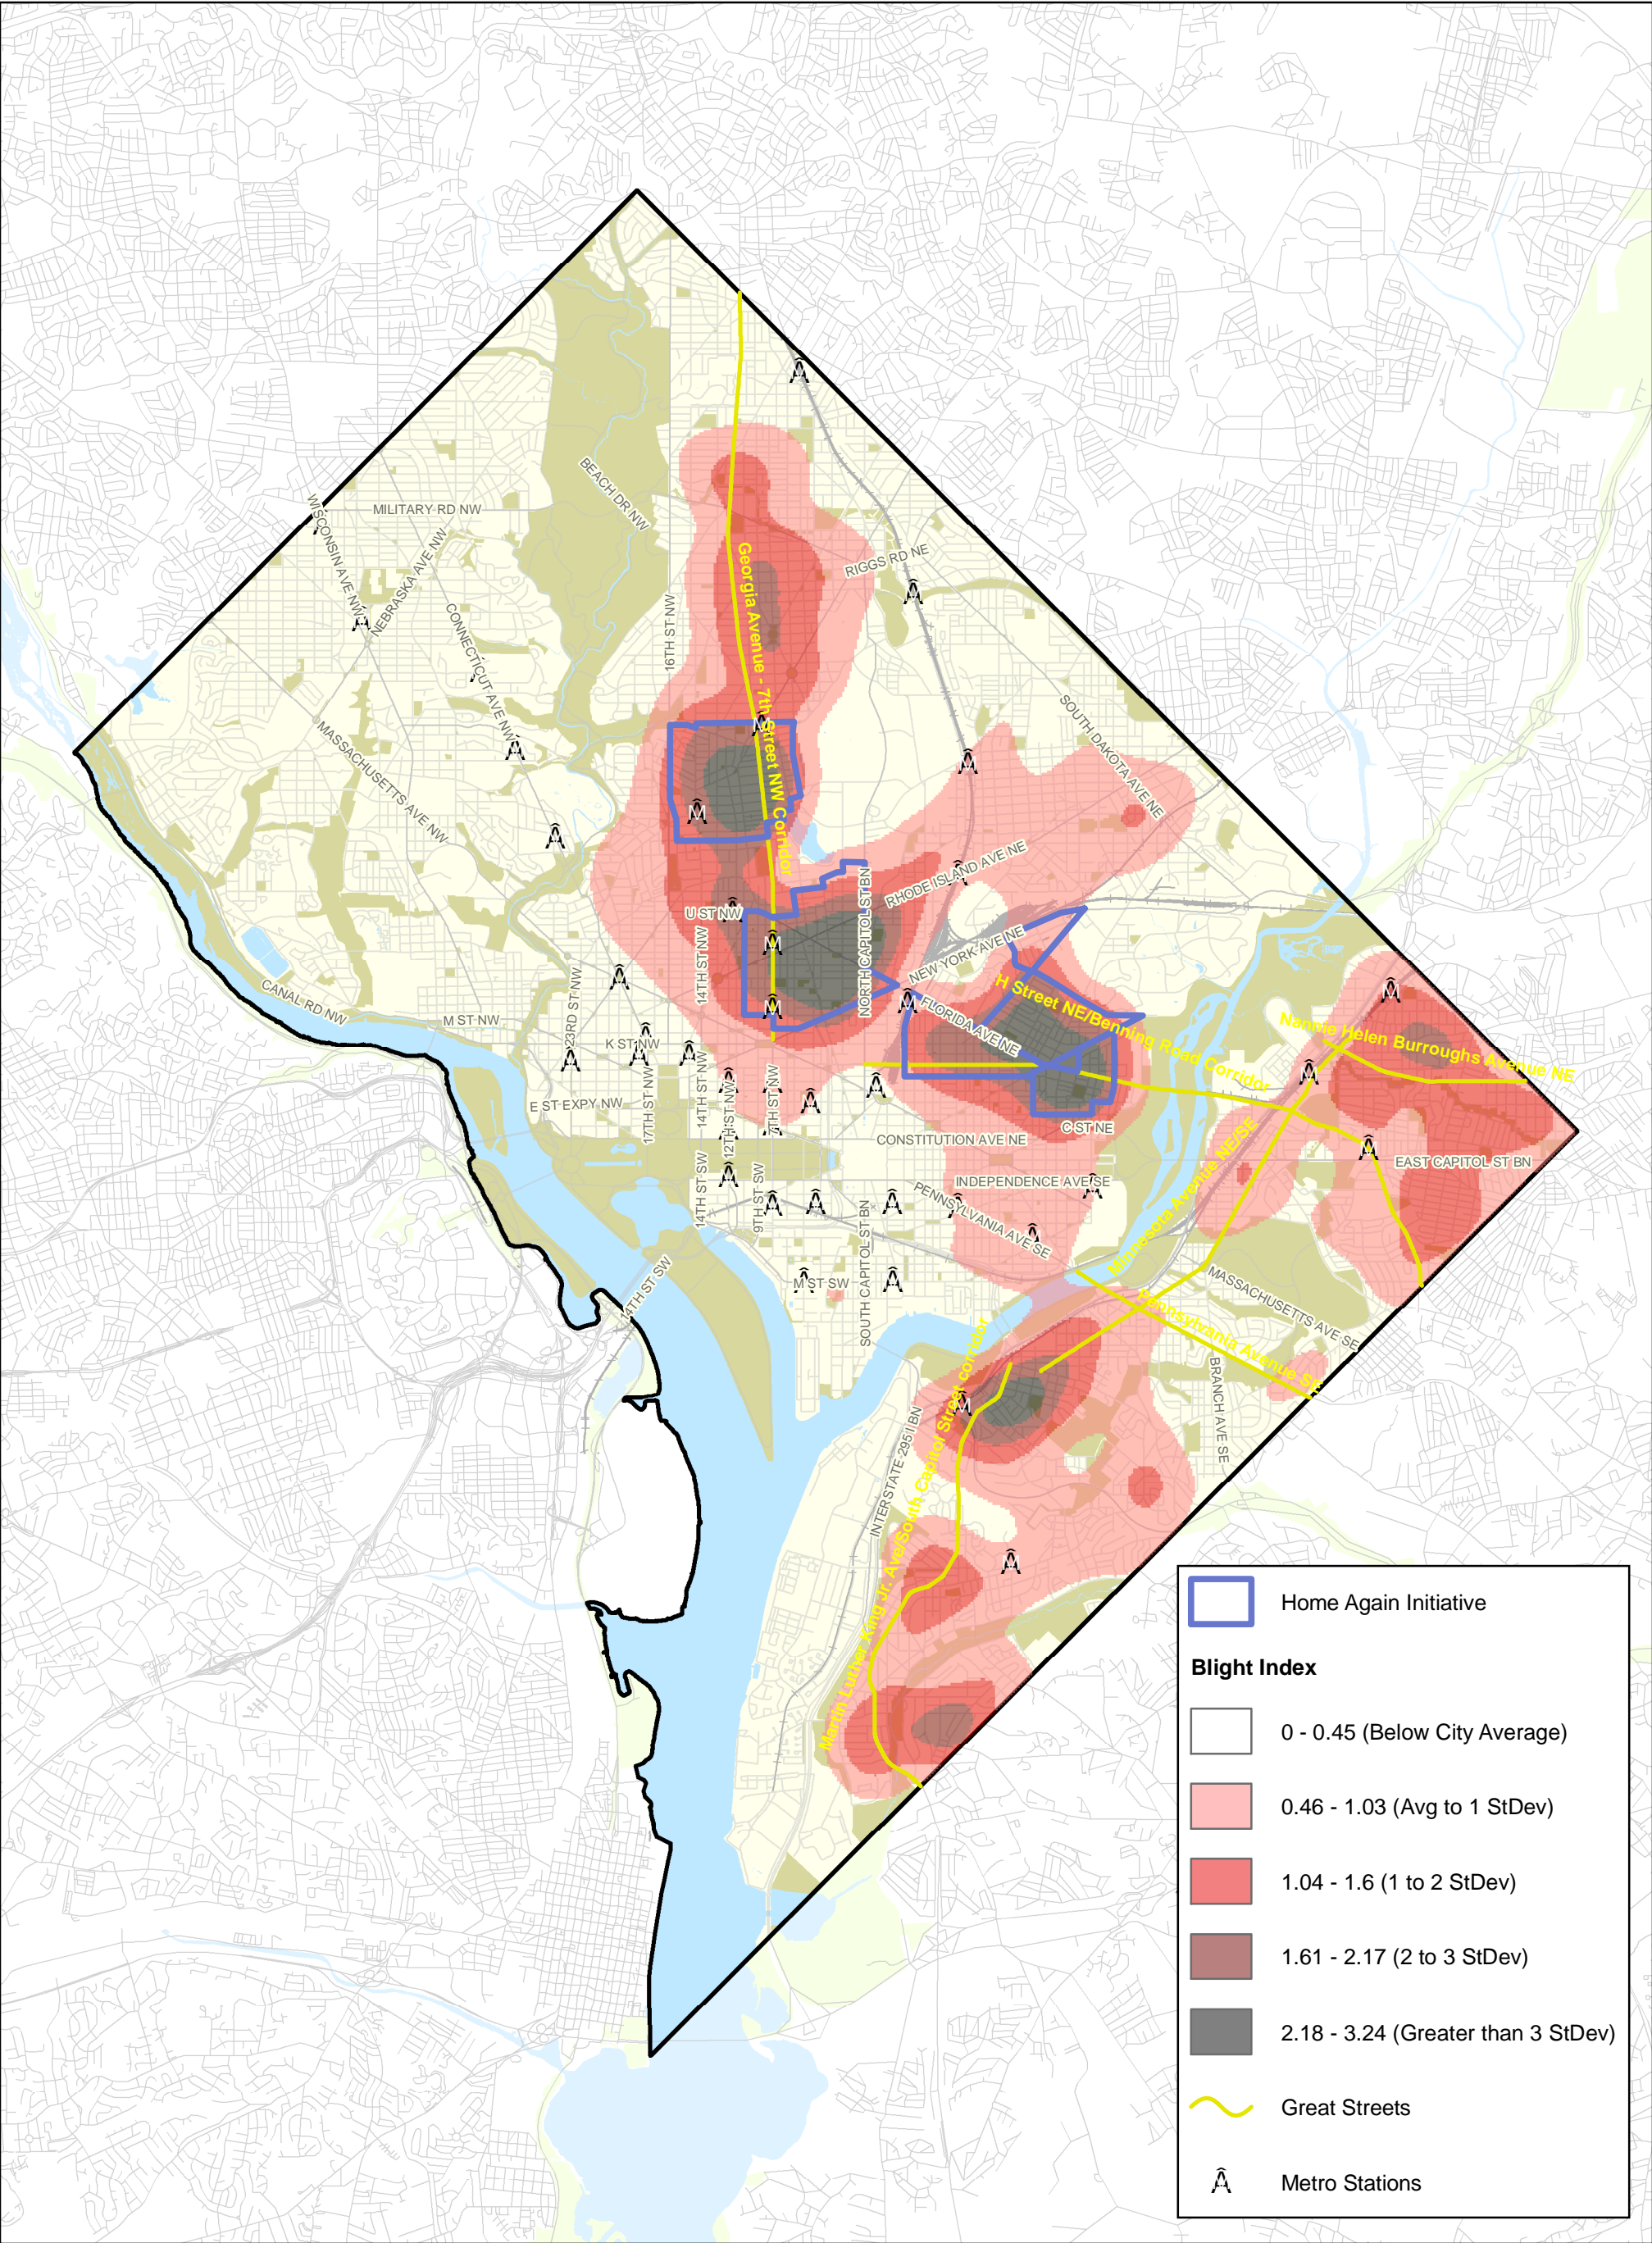 MILITARY RD NW
BEACH DR NW
WISCONSIN AVE NW
NEBRASKA AVE NW
CONNECTICUT AVE NW
16TH ST NW
Georgia Avenue - 7th Street NW Corridor
RIGGS RD NE
SOUTH DAKOTA AVE NE
MASSACHUSETTS AVE NW
RHODE ISLAND AVE NE
NORTH CAPITOL ST BN
U ST NW
14TH ST NW
NEW YORK AVE NE
H Street NE/Benning Road Corridor
FLORIDA AVE NE
CANAL RD NW
M ST NW
23RD ST NW
K ST NW
Nannie Helen Burroughs Avenue NE
E ST EXPY NW
17TH ST NW
14TH ST NW
12TH ST NW
7TH ST NW
C ST NE
CONSTITUTION AVE NE
EAST CAPITOL ST BN
INDEPENDENCE AVE SE
PENNSYLVANIA AVE SE
Minnesota Avenue NE/SE
14TH ST SW
9TH ST SW
SOUTH CAPITOL ST BN
M ST SW
14TH ST SW
MASSACHUSETTS AVE SE
Pennsylvania Avenue SE
BRANCH AVE SE
INTERSTATE 295 I BN
Martin Luther King Jr. Ave/South Capitol Street corridor
Home Again Initiative
Blight Index
0 - 0.45 (Below City Average)
0.46 - 1.03 (Avg to 1 StDev)
1.04 - 1.6 (1 to 2 StDev)
1.61 - 2.17 (2 to 3 StDev)
2.18 - 3.24 (Greater than 3 StDev)
Great Streets
Metro Stations